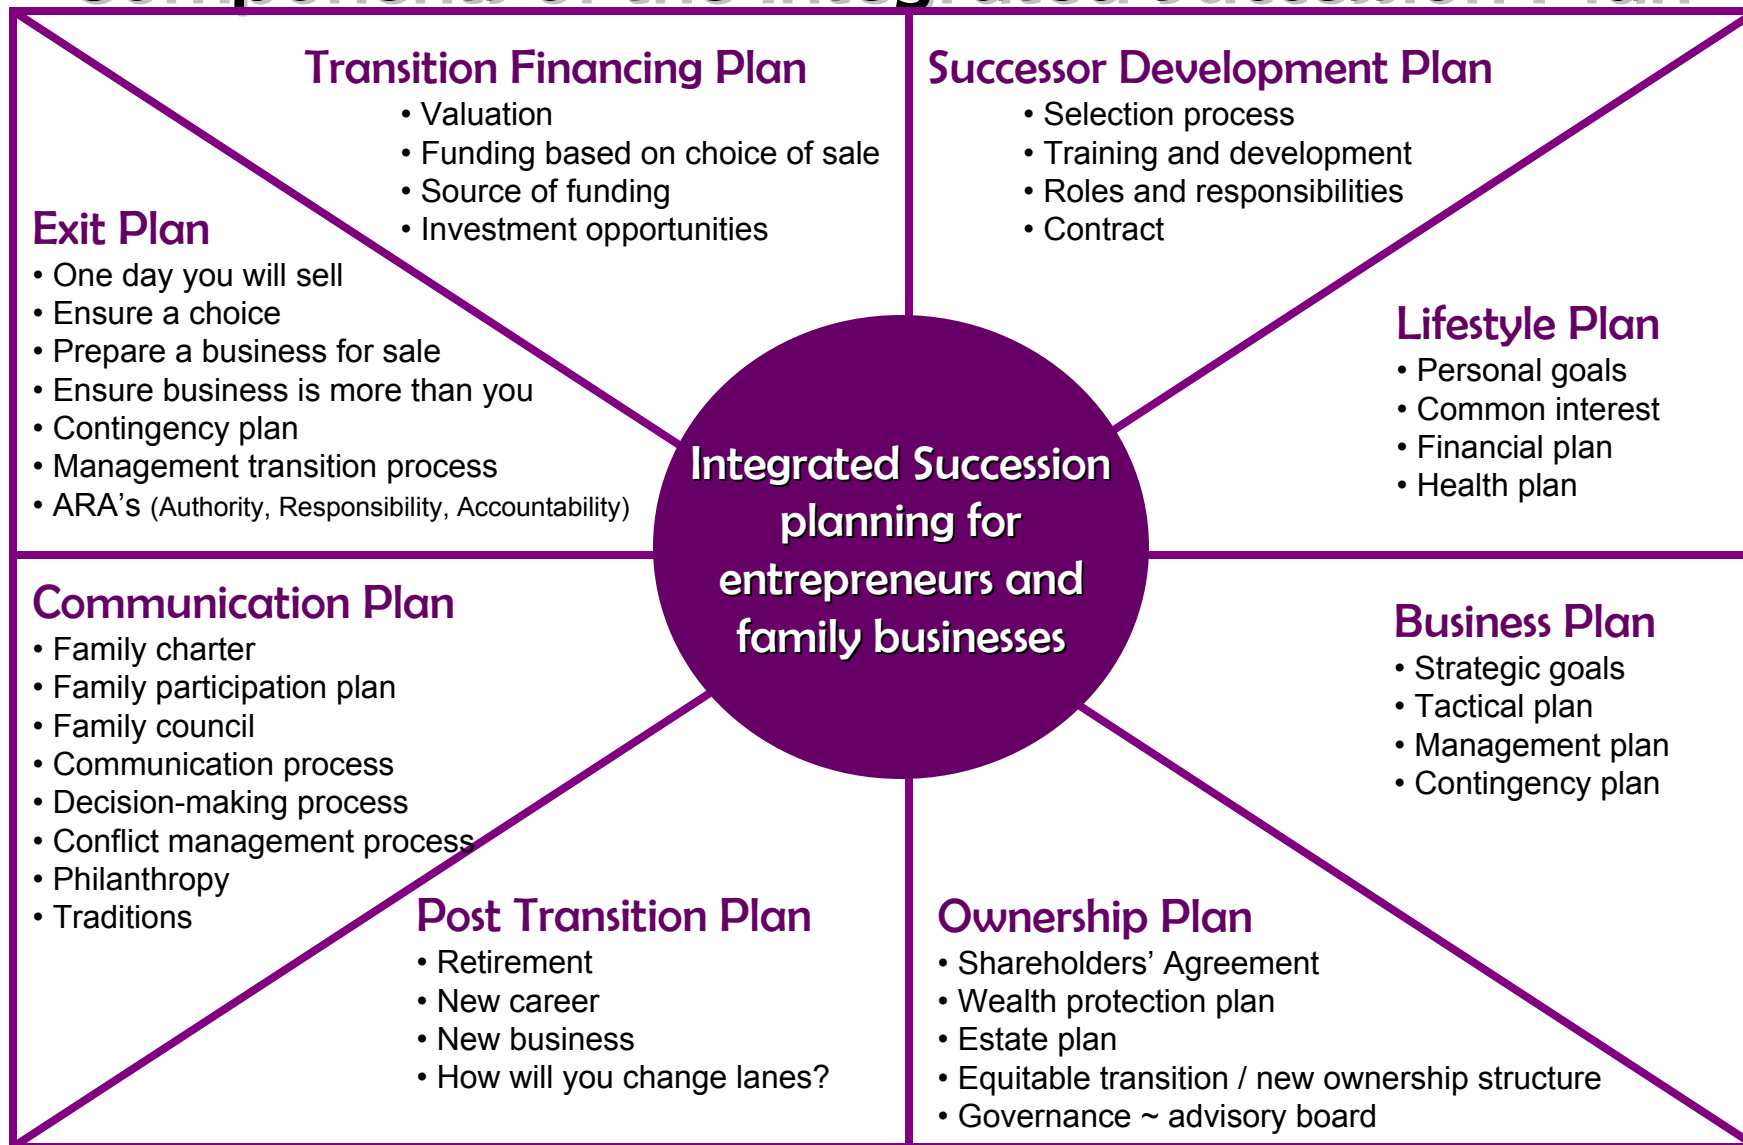 Components of the Integrated Succession Plan
Transition Financing Plan
• Valuation
• Funding based on choice of sale
• Source of funding
• Investment opportunities
Successor Development Plan
• Selection process
• Training and development
• Roles and responsibilities
• Contract
Exit Plan
• One day you will sell
• Ensure a choice
• Prepare a business for sale
• Ensure business is more than you
• Contingency plan
• Management transition process
• ARA’s (Authority, Responsibility, Accountability)
Lifestyle Plan
• Personal goals
• Common interest
• Financial plan
• Health plan
Integrated Succession
planning for
entrepreneurs and
family businesses
Communication Plan
• Family charter
• Family participation plan
• Family council
• Communication process
• Decision-making process
• Conflict management process
• Philanthropy
• Traditions
Business Plan
• Strategic goals
• Tactical plan
• Management plan
• Contingency plan
Post Transition Plan
• Retirement
• New career
• New business
• How will you change lanes?
Ownership Plan
• Shareholders’ Agreement
• Wealth protection plan
• Estate plan
• Equitable transition / new ownership structure
• Governance ~ advisory board